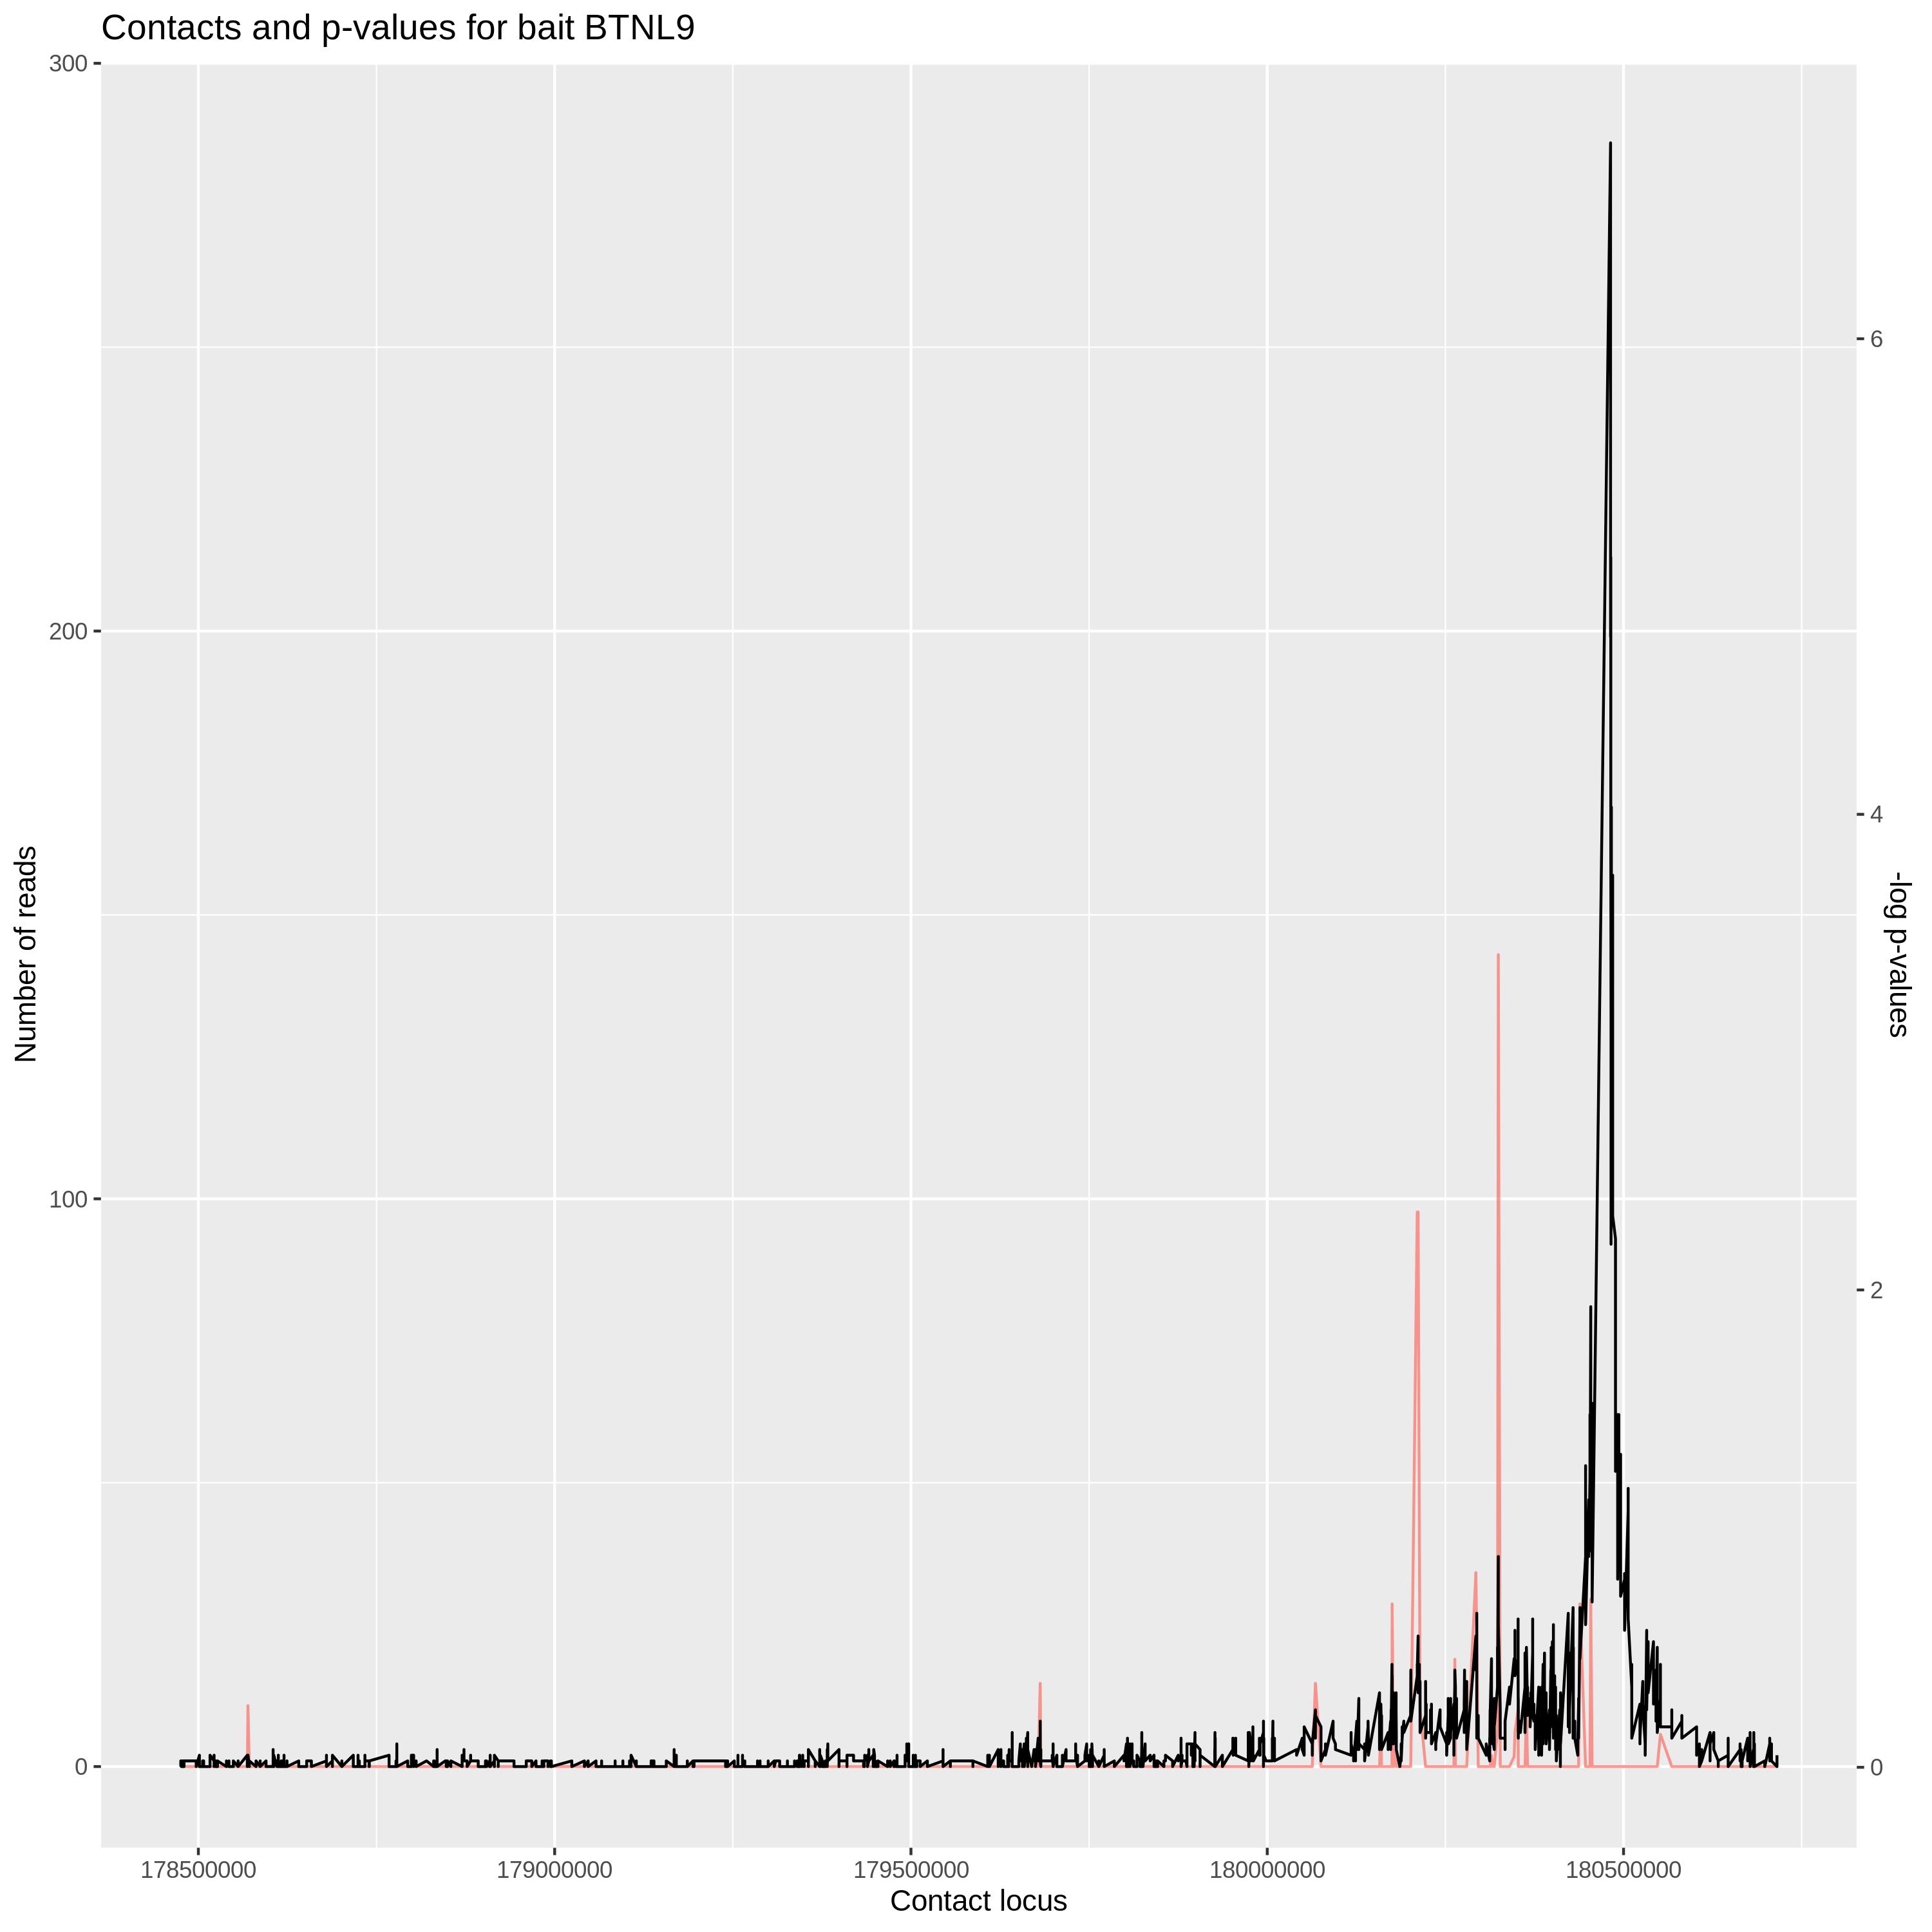 Contacts and p-values for bait BTNL9
300
200
100
0
Number of reads
6
4
2
0
-log p-values
178500000 179000000 179500000 180000000 180500000
Contact locus